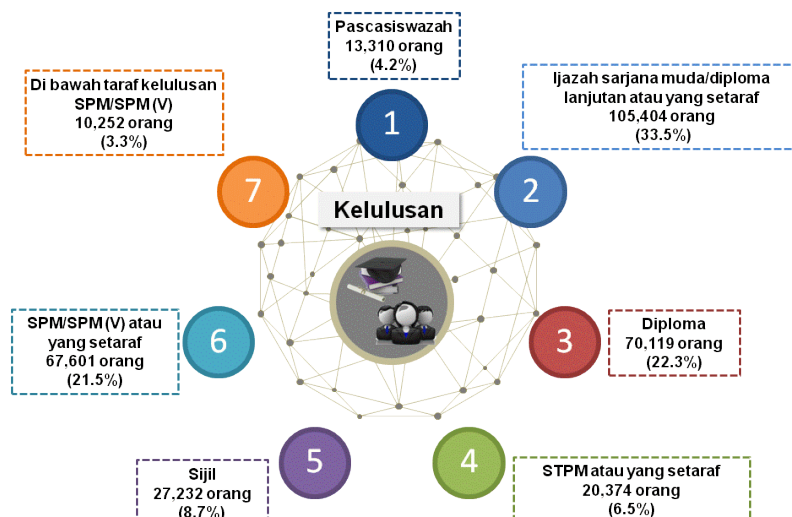 Pascasiswazah
13,310 orang
(4.2%)
1
Ijazah sarjana muda/diploma
lanjutan atau yang setaraf
105,404 orang
(33.5%)
2
Diploma
70,119 orang
(22.3%)
3
STPM atau yang setaraf
20,374 orang
(6.5%)
4
Sijil
27,232 orang
(8.7%)
5
SPM/SPM (V) atau
yang setaraf
67,601 orang
(21.5%)
6
Di bawah taraf kelulusan
SPM/SPM (V)
10,252 orang
(3.3%)
7
Kelulusan